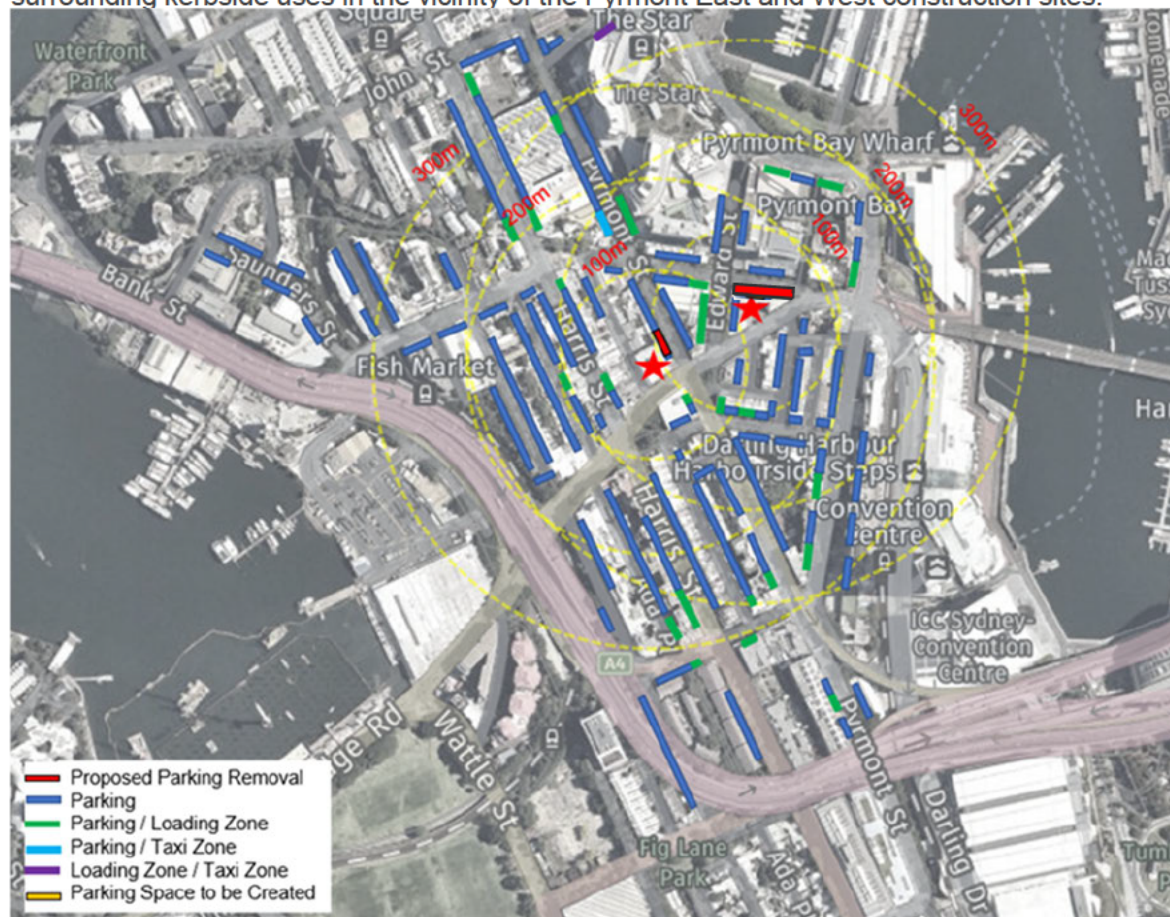 surrounding kerbside uses in the vicinity of the Pyrmont East and West construction sites.
Square
The Star
Waterfront
Park
John St
The Star
300m
Pyrmont Bay Wharf
300m
200m
Pyrmont S
200m
Pyrmont Bay
100m
100m
Edward St
Saunders St
Bank St
Harris St
Fish Market
Darling Harbour
Harbourside Steps
Harris St
Convention
Centre
A4
ICC Sydney-
Convention
Centre
Wattle St
Pyrmont St
Darling Dr
Fig Lane
Park
Ada Pl
Proposed Parking Removal
Parking
Parking / Loading Zone
Parking / Taxi Zone
Loading Zone / Taxi Zone
Parking Space to be Created